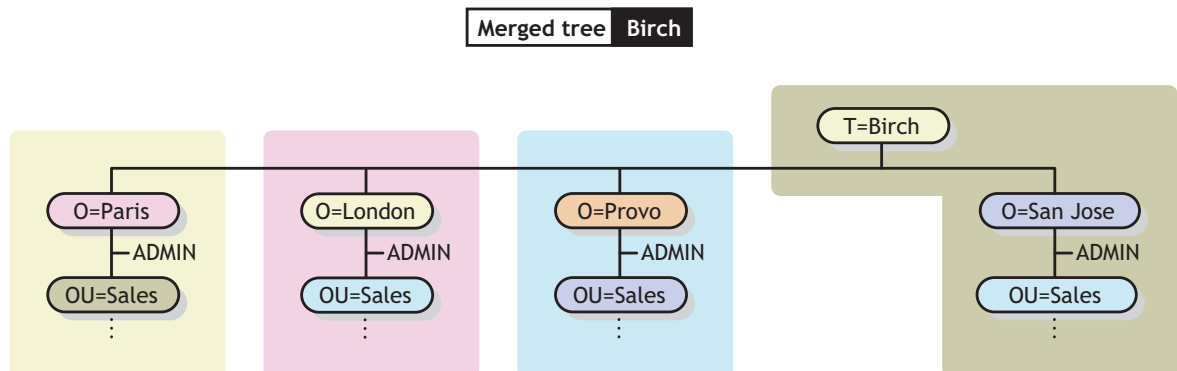 Merged tree Birch
T=Birch
O=Paris O=London O=Provo O=San Jose
ADMIN ADMIN ADMIN ADMIN
OU=Sales OU=Sales OU=Sales OU=Sales